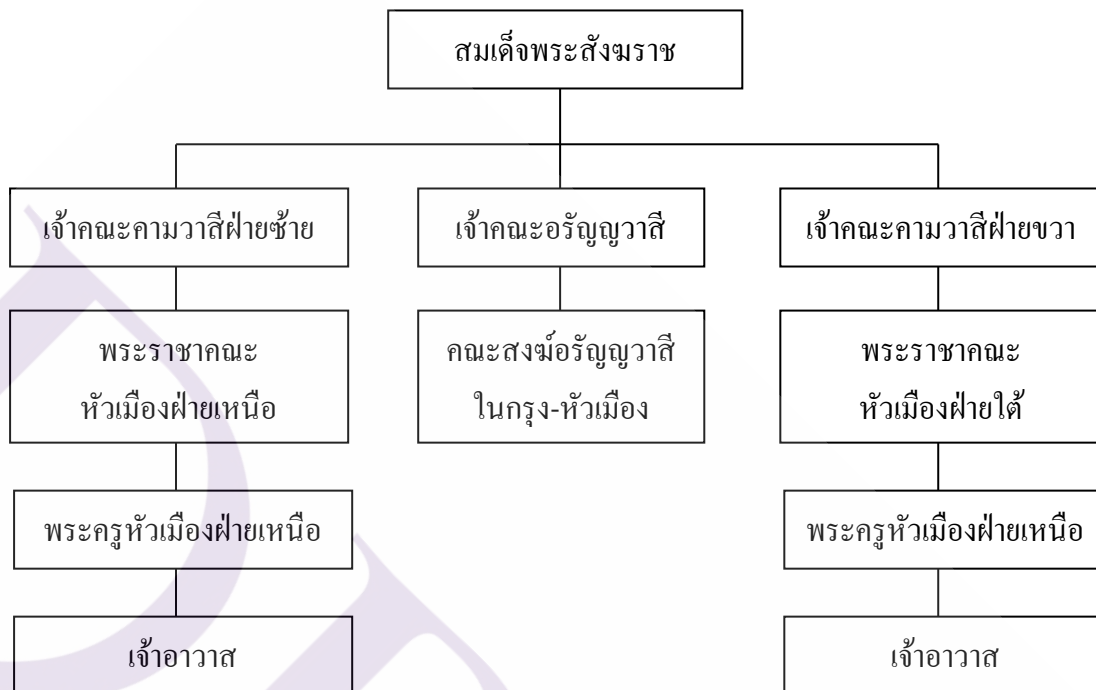 สมเด็จพระสังฆราช
เจ้าคณะคามวาสีฝ่ายซ้าย
เจ้าคณะอรัญญวาสี
เจ้าคณะคามวาสีฝ่ายขวา
พระราชาคณะ
หัวเมืองฝ่ายเหนือ
คณะสงฆ์อรัญญวาสี
ในกรุง-หัวเมือง
พระราชาคณะ
หัวเมืองฝ่ายใต้
พระครูหัวเมืองฝ่ายเหนือ
พระครูหัวเมืองฝ่ายเหนือ
เจ้าอาวาส
เจ้าอาวาส